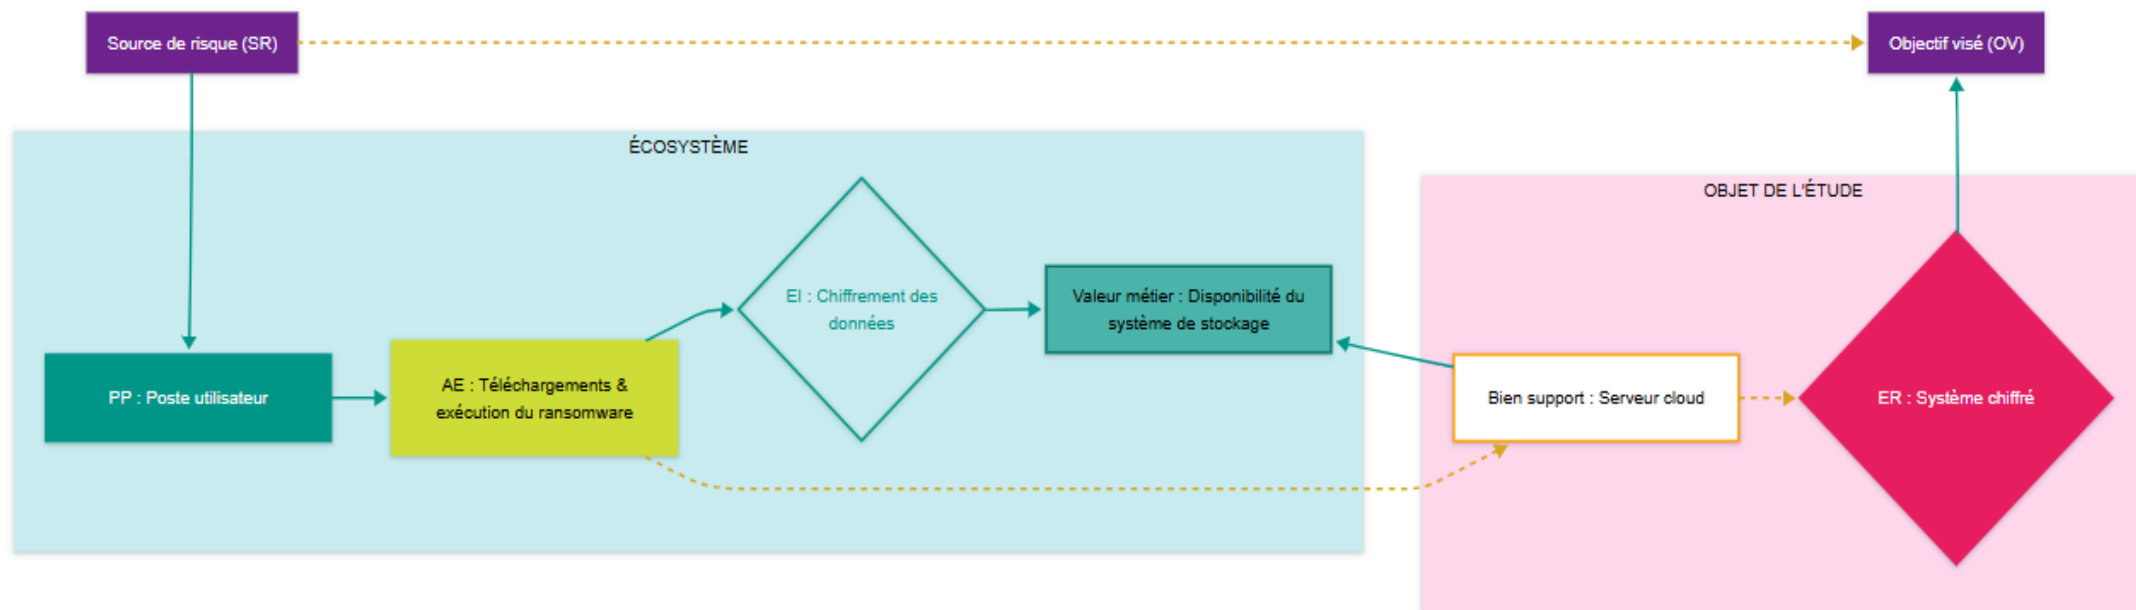 Source de risque (SR)
Objectif visé (OV)
ÉCOSYSTÈME
OBJET DE L'ÉTUDE
PP : Poste utilisateur
AE : Téléchargements &
exécution du ransomware
EI : Chiffrement des
données
Valeur métier : Disponibilité du
système de stockage
Bien support : Serveur cloud
ER : Système chiffré